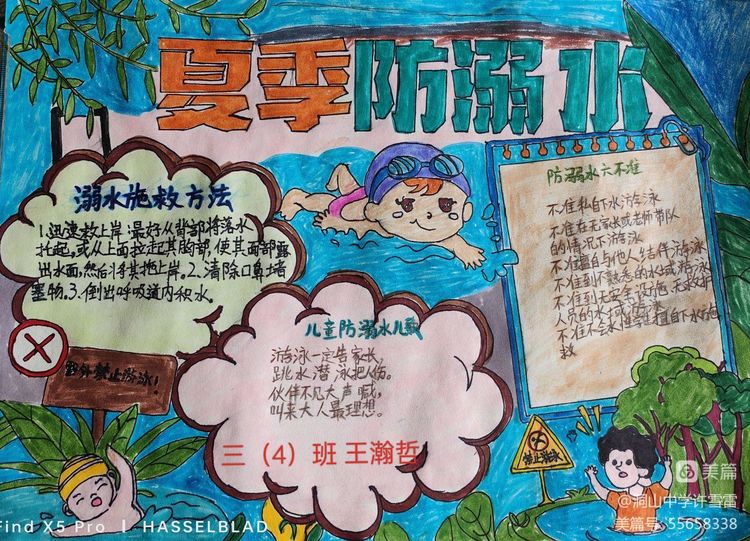 夏季防溺水
溺水施救方法
1.迅速救上岸:最好从背部将落水
托起,或从上面拉起其胸部,使其面部露
出水面,然后将其拖上岸。2.清除口鼻堵
塞物。3.倒出呼吸道内积水。
野外禁止游泳!
儿童防溺水儿歌
游泳一定告家长,
跳水潜泳把人伤。
伙伴不见大声喊,
叫来大人最理想。
三(4)班 王瀚哲
防溺水六不准
不准私自下水游泳
不准在无家长或老师带队
的情况下游泳
不准擅自与他人结伴游泳
不准到不熟悉的水域游泳
不准到无安全设施、无救护
人员的水域游泳
不准不会水性学生擅自下水施
救
禁止游泳
美篇
@洞山中学许雪雷
美篇号:55658338
Find X5 Pro | HASSELBLAD